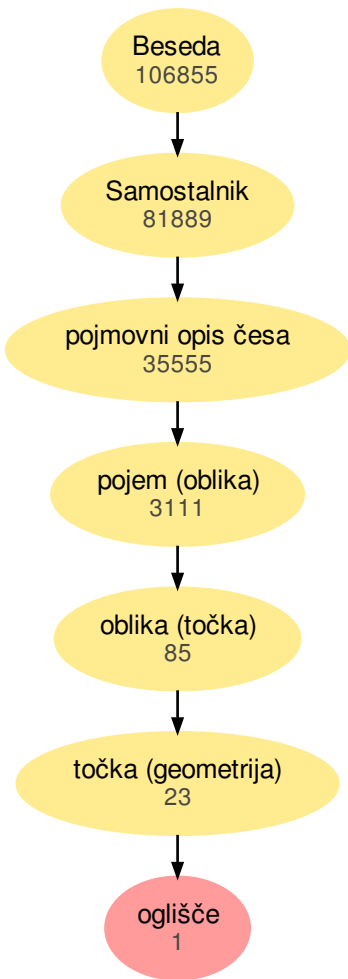 Beseda
106855
Samostalnik
81889
pojmovni opis česa
35555
pojem (oblika)
3111
oblika (točka)
85
točka (geometrija)
23
oglišče
1